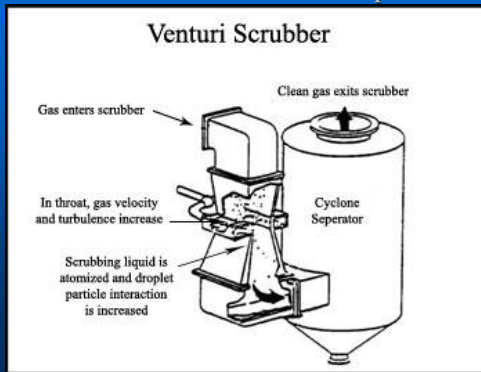 Venturi Scrubber
Clean gas exits scrubber
Gas enters scrubber
In throat, gas velocity
and turbulence increase
Cyclone
Seperator
Scrubbing liquid is
atomized and droplet
particle interaction
is increased